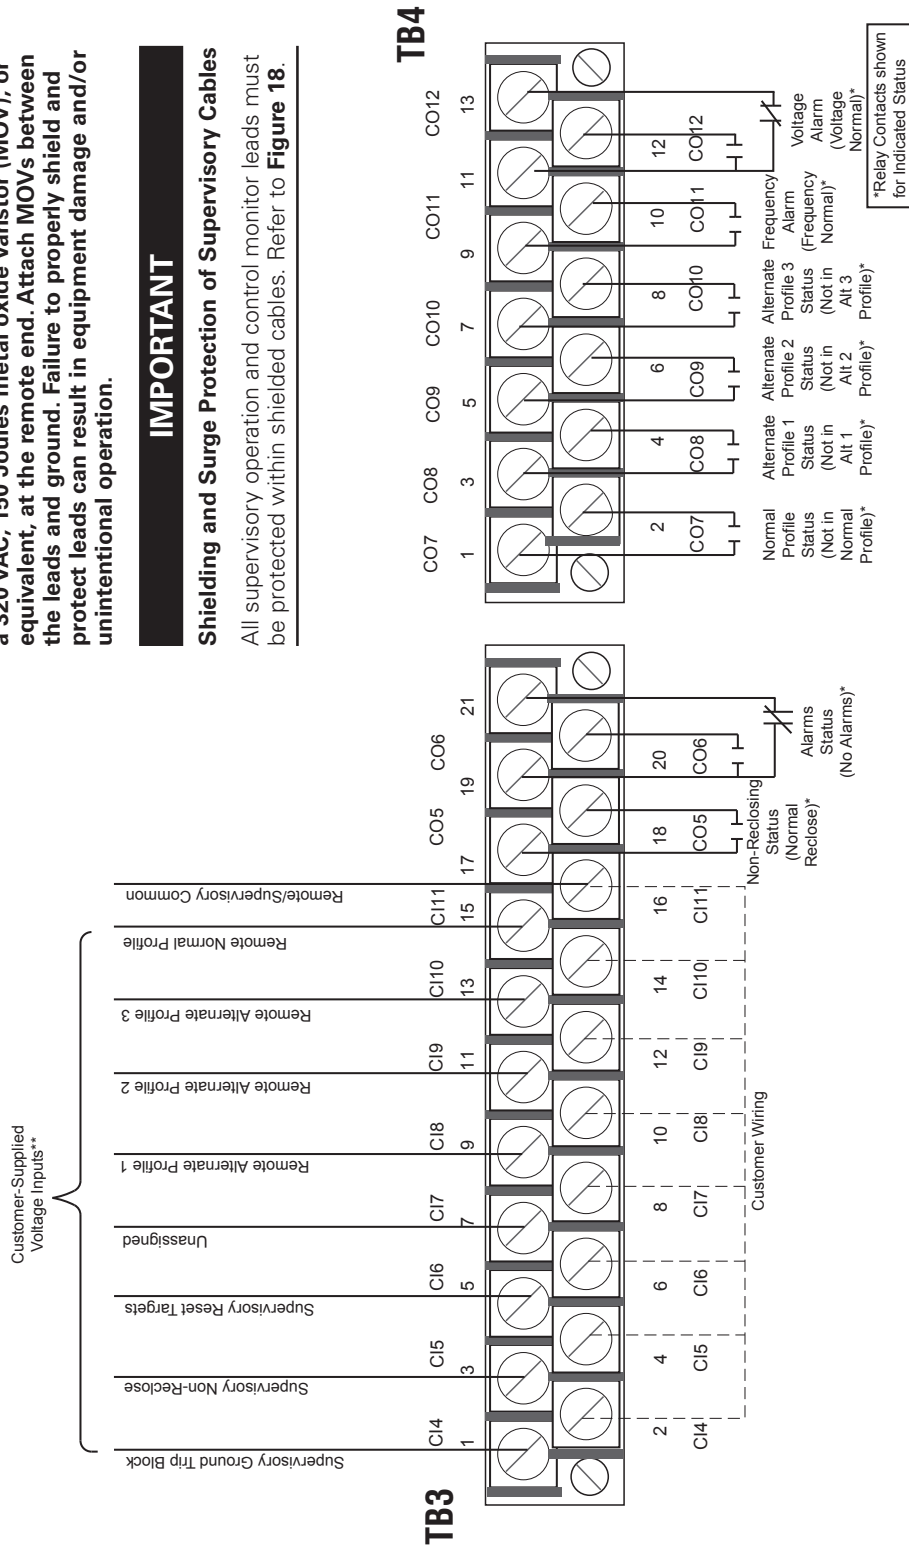 a 320 VAC, 150 Joules metal oxide varistor (MOV), or
equivalent, at the remote end. Attach MOVs between
the leads and ground. Failure to properly shield and
protect leads can result in equipment damage and/or
unintentional operation.
IMPORTANT
Shielding and Surge Protection of Supervisory Cables
All supervisory operation and control monitor leads must
be protected within shielded cables. Refer to Figure 18.
Customer-Supplied
Voltage Inputs**
Supervisory Ground Trip Block
Supervisory Non-Reclose
Supervisory Reset Targets
Unassigned
Remote Alternate Profile 1
Remote Alternate Profile 2
Remote Alternate Profile 3
Remote Normal Profile
Remote/Supervisory Common
TB3
CI4 CI5 CI6 CI7 CI8 CI9 CI10 CI11 CO5 CO6
1 3 5 7 9 11 13 15 17 19 21
2 4 6 8 10 12 14 16 18 20
CI4 CI5 CI6 CI7 CI8 CI9 CI10 CI11 CO5 CO6
Customer Wiring
Non-Reclosing
Status
(Normal
Reclose)*
Alarms
Status
(No Alarms)*
TB4
CO7 CO8 CO9 CO10 CO11 CO12
1 3 5 7 9 11 13
2 4 6 8 10 12
CO7 CO8 CO9 CO10 CO11 CO12
Normal
Profile
Status
(Not in
Normal
Profile)*
Alternate
Profile 1
Status
(Not in
Alt 1
Profile)*
Alternate
Profile 2
Status
(Not in
Alt 2
Profile)*
Alternate
Profile 3
Status
(Not in
Alt 3
Profile)*
Frequency
Alarm
(Frequency
Normal)*
Voltage
Alarm
(Voltage
Normal)*
*Relay Contacts shown
for Indicated Status